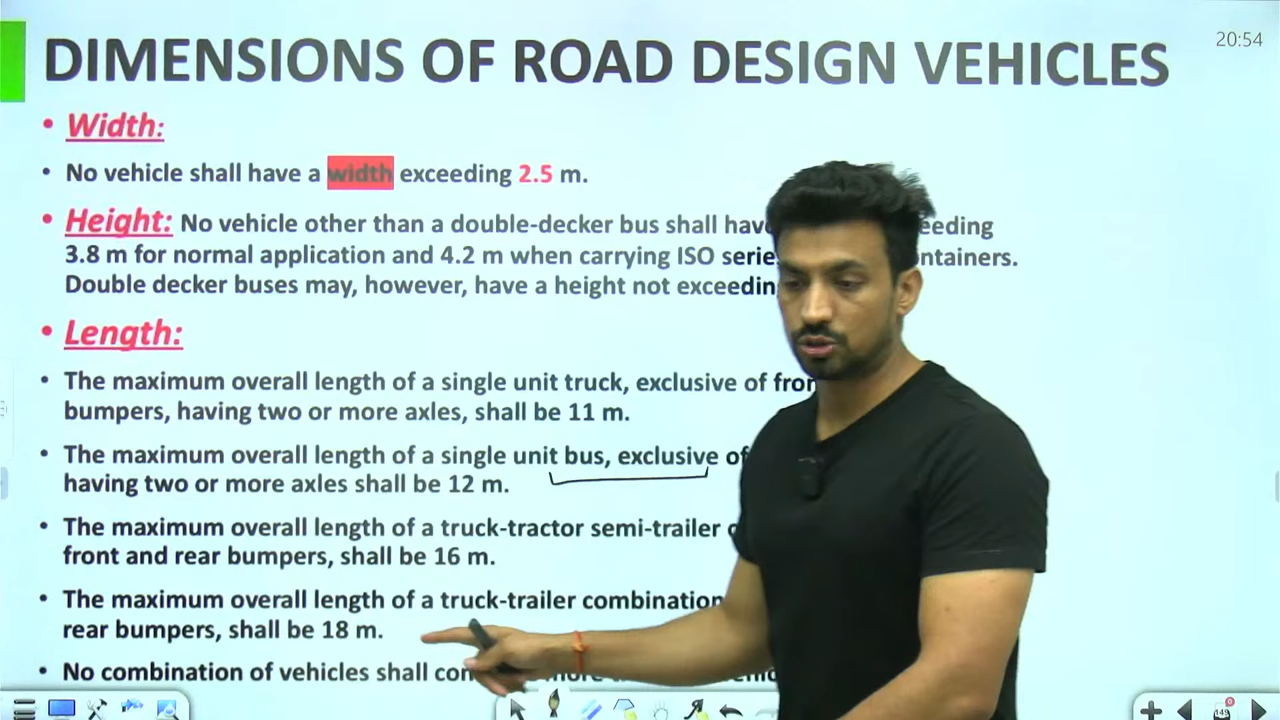 DIMENSIONS OF ROAD DESIGN VEHICLES
20:54
• Width:
• No vehicle shall have a width exceeding 2.5 m.
• Height: No vehicle other than a double-decker bus shall
3.8 m for normal application and 4.2 m when carrying ISO
Double decker buses may, however, have a height not
• Length:
• The maximum overall length of a single unit truck, exclusive of
bumpers, having two or more axles, shall be 11 m.
• The maximum overall length of a single unit bus, exclusive of
having two or more axles shall be 12 m.
• The maximum overall length of a truck-tractor semi-trailer
front and rear bumpers, shall be 16 m.
• The maximum overall length of a truck-trailer combination
rear bumpers, shall be 18 m.
• No combination of vehicles shall
149